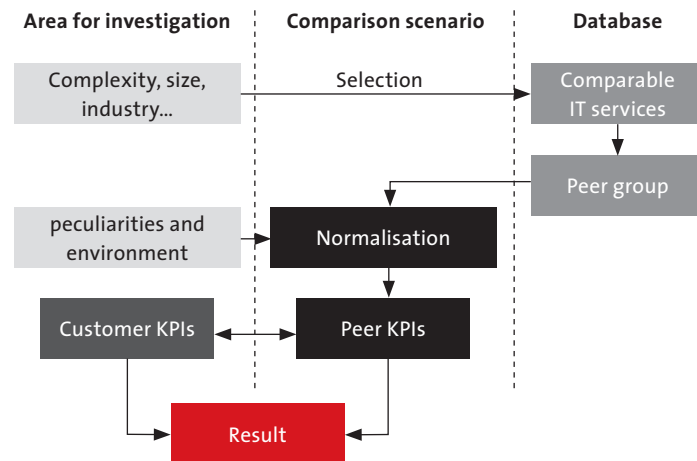 Area for investigation
Comparison scenario
Database
Complexity, size,
industry...
Selection
Comparable
IT services
Peer group
peculiarities and
environment
Normalisation
Customer KPIs
Peer KPIs
Result